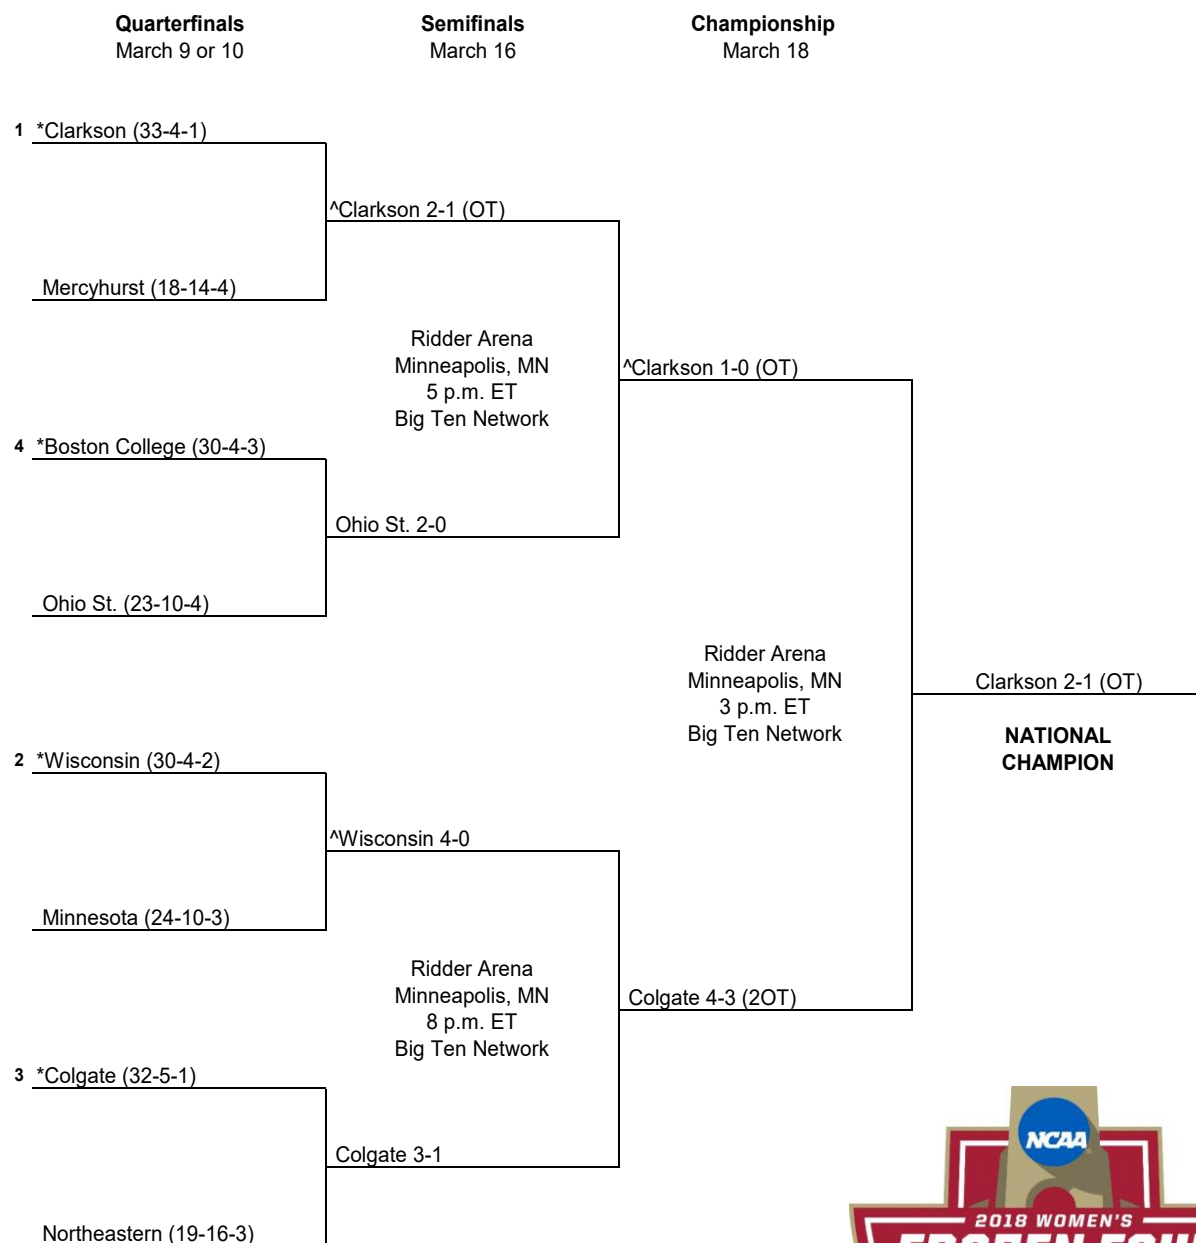 Quarterfinals
March 9 or 10
Semifinals
March 16
Championship
March 18
1 *Clarkson (33-4-1)
^Clarkson 2-1 (OT)
Mercyhurst (18-14-4)
Ridder Arena
Minneapolis, MN
5 p.m. ET
Big Ten Network
^Clarkson 1-0 (OT)
4 *Boston College (30-4-3)
Ohio St. 2-0
Ohio St. (23-10-4)
Ridder Arena
Minneapolis, MN
3 p.m. ET
Big Ten Network
Clarkson 2-1 (OT)
NATIONAL
CHAMPION
2 *Wisconsin (30-4-2)
^Wisconsin 4-0
Minnesota (24-10-3)
Ridder Arena
Minneapolis, MN
8 p.m. ET
Big Ten Network
Colgate 4-3 (2OT)
3 *Colgate (32-5-1)
Colgate 3-1
Northeastern (19-16-3)
NCAA
2018 WOMEN'S